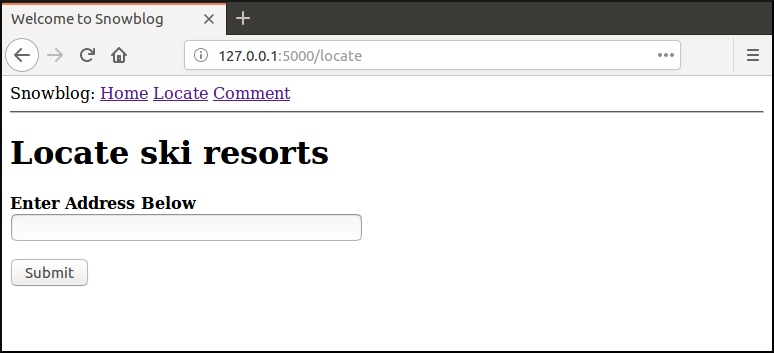 Welcome to Snowblog
127.0.0.1:5000/locate
Snowblog: Home Locate Comment
Locate ski resorts
Enter Address Below
Submit